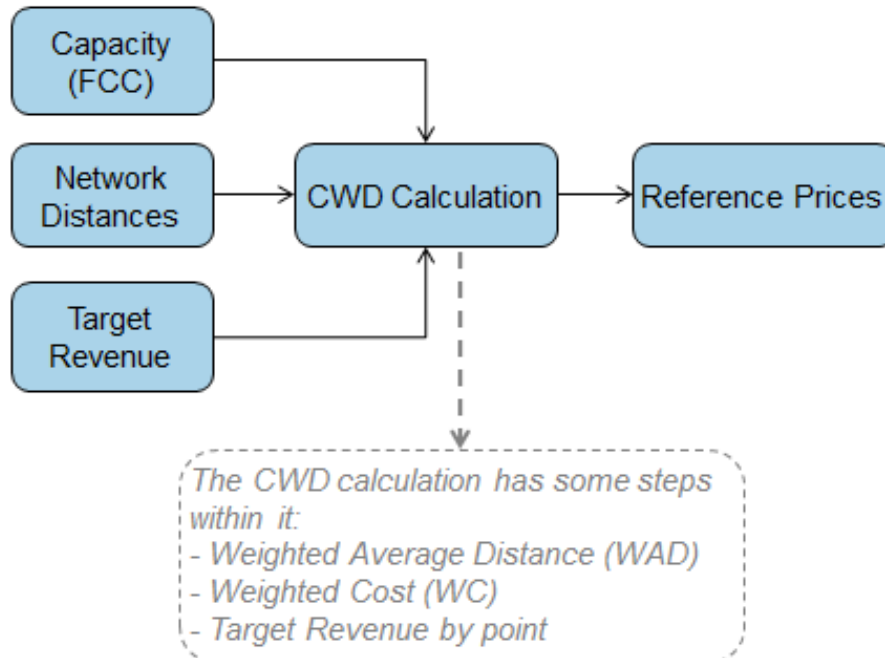 Capacity
(FCC)
Network
Distances
CWD Calculation
Reference Prices
Target
Revenue
The CWD calculation has some steps
within it:
- Weighted Average Distance (WAD)
- Weighted Cost (WC)
- Target Revenue by point